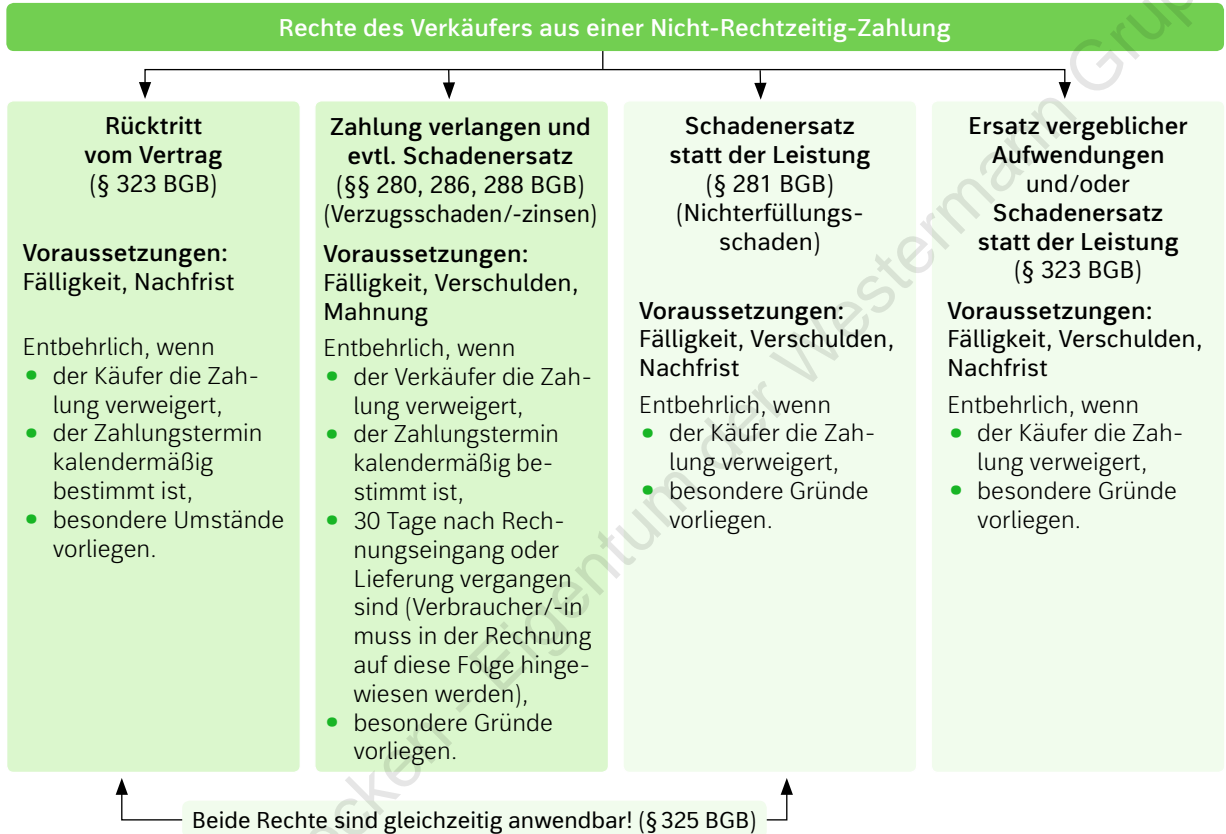 Rechte des Verkäufers aus einer Nicht-Rechtzeitig-Zahlung
Rücktritt
vom Vertrag
(§ 323 BGB)
Voraussetzungen:
Fälligkeit, Nachfrist
Entbehrlich, wenn
• der Käufer die Zah-
lung verweigert,
• der Zahlungstermin
kalendermäßig
bestimmt ist,
• besondere Umstände
vorliegen.
Zahlung verlangen und
evtl. Schadenersatz
(§§ 280, 286, 288 BGB)
(Verzugsschaden/-zinsen)
Voraussetzungen:
Fälligkeit, Verschulden,
Mahnung
Entbehrlich, wenn
• der Verkäufer die Zah-
lung verweigert,
• der Zahlungstermin
kalendermäßig be-
stimmt ist,
• 30 Tage nach Rech-
nungseingang oder
Lieferung vergangen
sind (Verbraucher/-in
muss in der Rechnung
auf diese Folge hinge-
wiesen werden),
• besondere Gründe
vorliegen.
Schadenersatz
statt der Leistung
(§ 281 BGB)
(Nichterfüllungs-
schaden)
Voraussetzungen:
Fälligkeit, Verschulden,
Nachfrist
Entbehrlich, wenn
• der Käufer die Zah-
lung verweigert,
• besondere Gründe
vorliegen.
Ersatz vergeblicher
Aufwendungen
und/oder
Schadenersatz
statt der Leistung
(§ 323 BGB)
Voraussetzungen:
Fälligkeit, Verschulden,
Nachfrist
Entbehrlich, wenn
• der Käufer die Zah-
lung verweigert,
• besondere Gründe
vorliegen.
Beide Rechte sind gleichzeitig anwendbar! (§ 325 BGB)
- Eigentum der Westermann